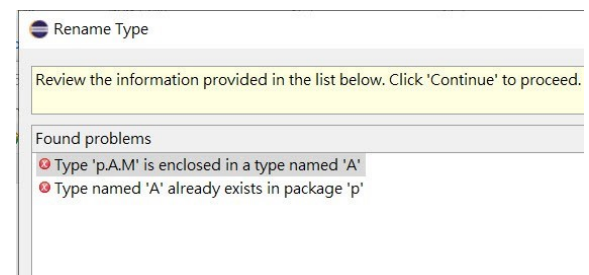 Rename Type
Review the information provided in the list below. Click 'Continue' to proceed.
Found problems
Type 'p.A.M' is enclosed in a type named 'A'
Type named 'A' already exists in package 'p'